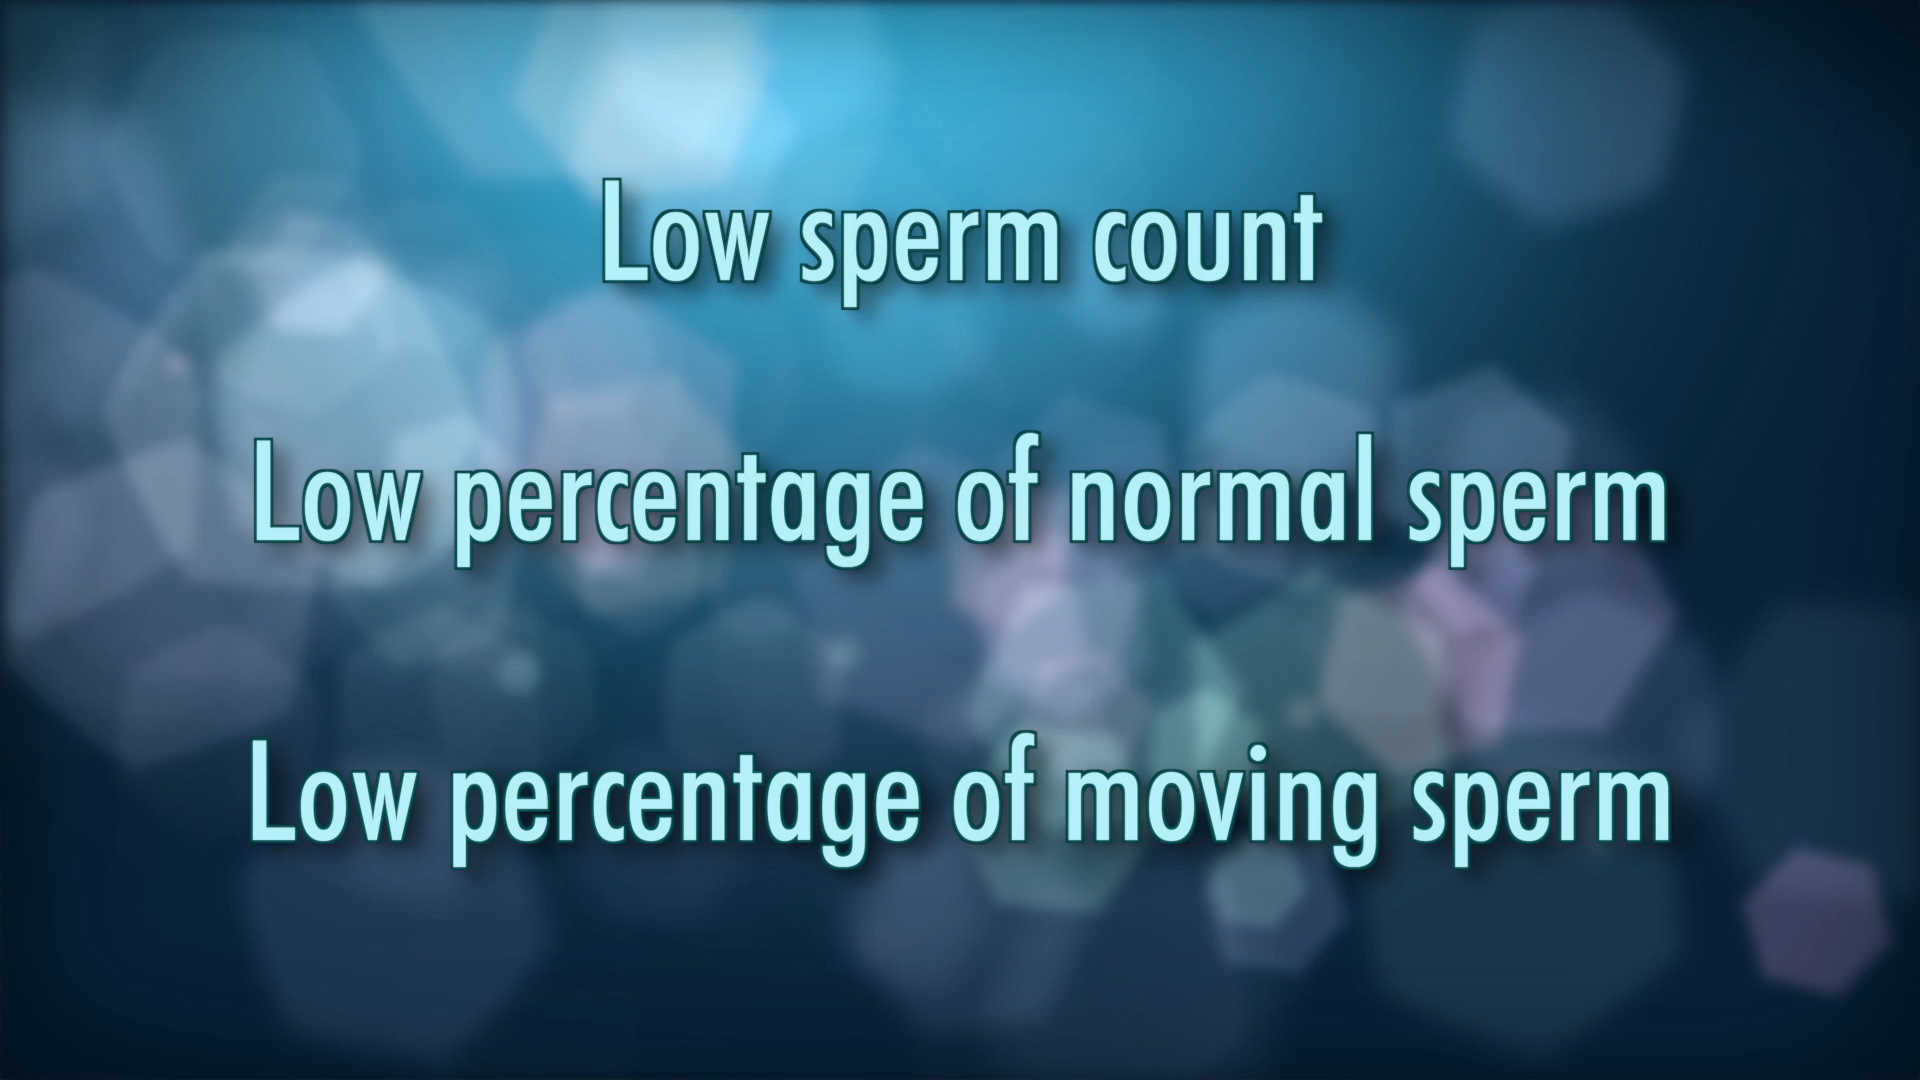 Low sperm count
Low percentage of normal sperm
Low percentage of moving sperm